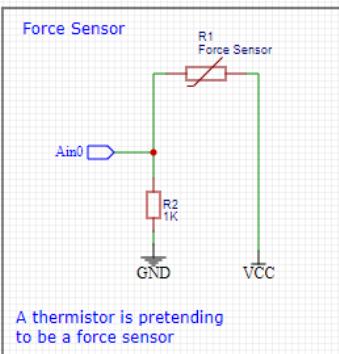 Force Sensor
R1
Force Sensor
Ain0
R2
1K
GND
VCC
A thermistor is pretending
to be a force sensor